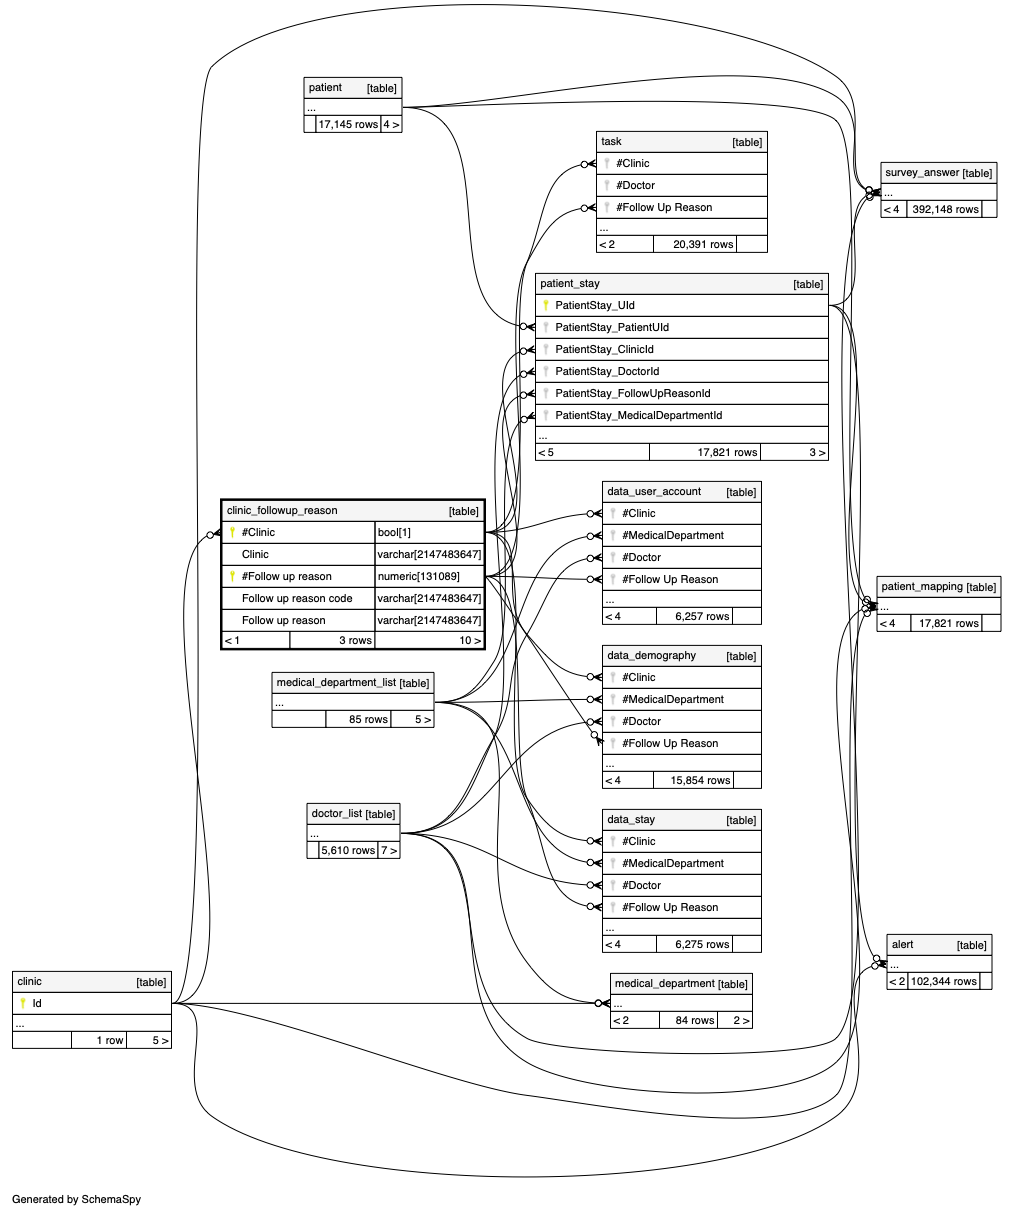 patient [table]
...
17,145 rows 4 >
task [table]
#Clinic
#Doctor
#Follow Up Reason
...
< 2 20,391 rows
survey_answer [table]
...
< 4 392,148 rows
patient_stay [table]
PatientStay_UId
PatientStay_PatientUId
PatientStay_ClinicId
PatientStay_DoctorId
PatientStay_FollowUpReasonId
PatientStay_MedicalDepartmentId
...
< 5 17,821 rows 3 >
clinic_followup_reason [table]
#Clinic bool[1]
Clinic varchar[2147483647]
#Follow up reason numeric[131089]
Follow up reason code varchar[2147483647]
Follow up reason varchar[2147483647]
< 1 3 rows 10 >
data_user_account [table]
#Clinic
#MedicalDepartment
#Doctor
#Follow Up Reason
...
< 4 6,257 rows
patient_mapping [table]
...
< 4 17,821 rows
medical_department_list [table]
...
85 rows 5 >
data_demography [table]
#Clinic
#MedicalDepartment
#Doctor
#Follow Up Reason
...
< 4 15,854 rows
doctor_list [table]
...
5,610 rows 7 >
data_stay [table]
#Clinic
#MedicalDepartment
#Doctor
#Follow Up Reason
...
< 4 6,275 rows
alert [table]
...
< 2 102,344 rows
clinic [table]
Id
...
1 row 5 >
medical_department [table]
...
< 2 84 rows 2 >
Generated by SchemaSpy